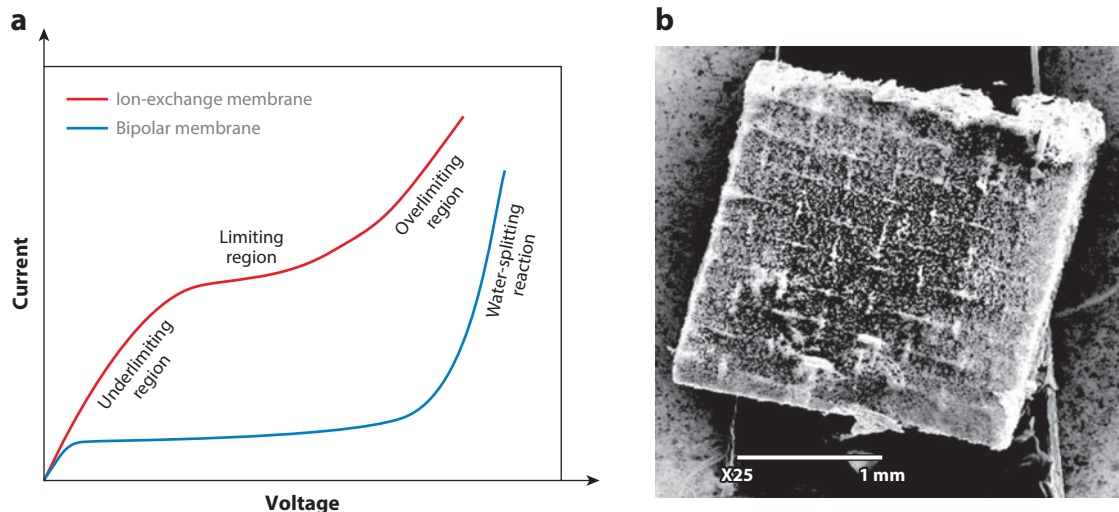 a
b
Ion-exchange membrane
Bipolar membrane
Underlimiting
region
Limiting
region
Overlimiting
region
Water-splitting
reaction
Current
Voltage
X25
1 mm